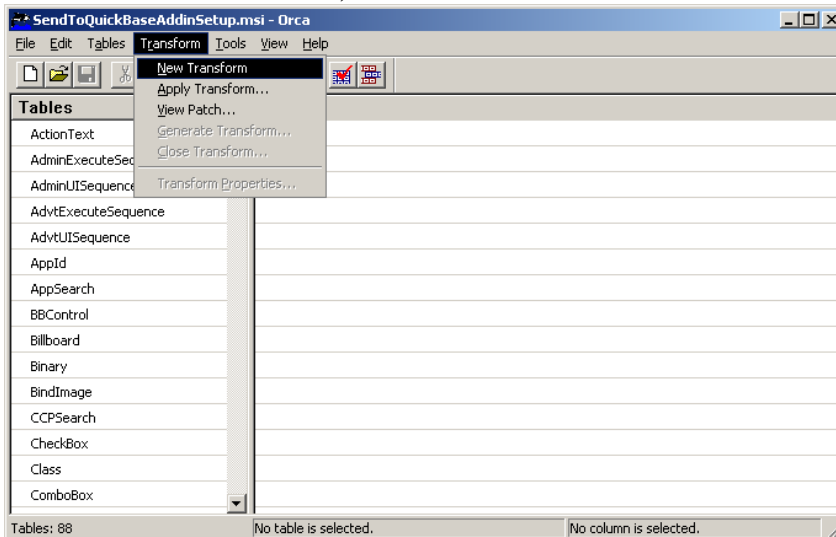 SendToQuickBaseAddinSetup.msi - Orca
File Edit Tables Transform Tools View Help
New Transform
Apply Transform...
View Patch...
Generate Transform...
Close Transform...
Transform Properties...
Tables
ActionText
AdminExecuteSec
AdminUISequence
AdvtExecuteSequence
AdvtUISequence
AppId
AppSearch
BBControl
Billboard
Binary
BindImage
CCPSearch
CheckBox
Class
ComboBox
Tables: 88 No table is selected. No column is selected.